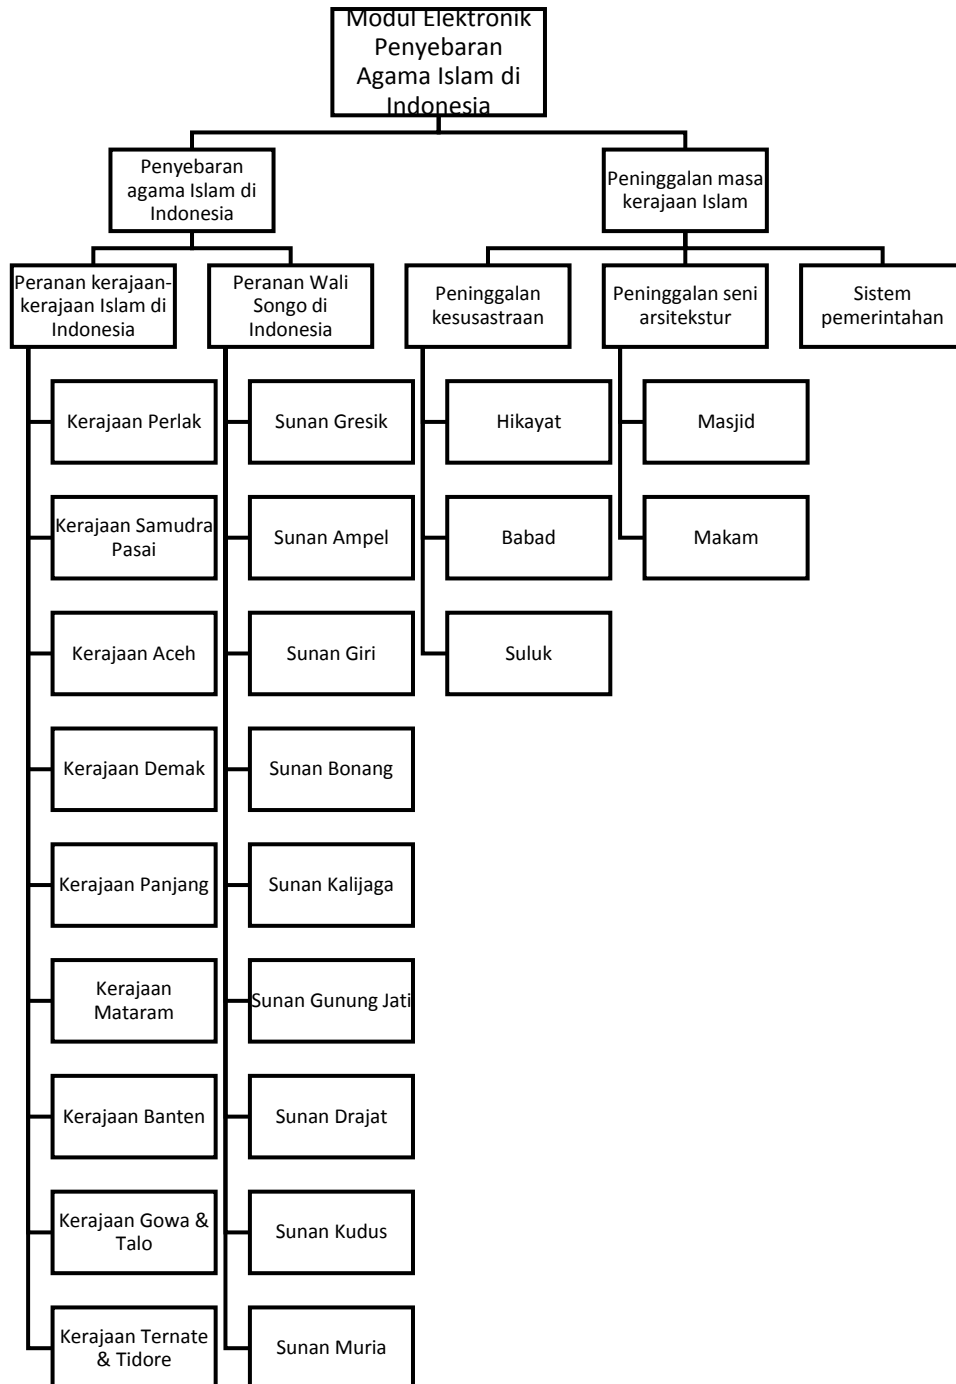 Modul Elektronik
Penyebaran
Agama Islam di
Indonesia
Penyebaran
agama Islam di
Indonesia
Peninggalan masa
kerajaan Islam
Peranan kerajaan-
kerajaan Islam di
Indonesia
Peranan Wali
Songo di
Indonesia
Peninggalan
kesusastraan
Peninggalan seni
arsitekstur
Sistem
pemerintahan
Kerajaan Perlak
Sunan Gresik
Hikayat
Masjid
Kerajaan Samudra
Pasai
Sunan Ampel
Babad
Makam
Kerajaan Aceh
Sunan Giri
Suluk
Kerajaan Demak
Sunan Bonang
Kerajaan Panjang
Sunan Kalijaga
Kerajaan
Mataram
Sunan Gunung Jati
Kerajaan Banten
Sunan Drajat
Kerajaan Gowa &
Talo
Sunan Kudus
Kerajaan Ternate
& Tidore
Sunan Muria